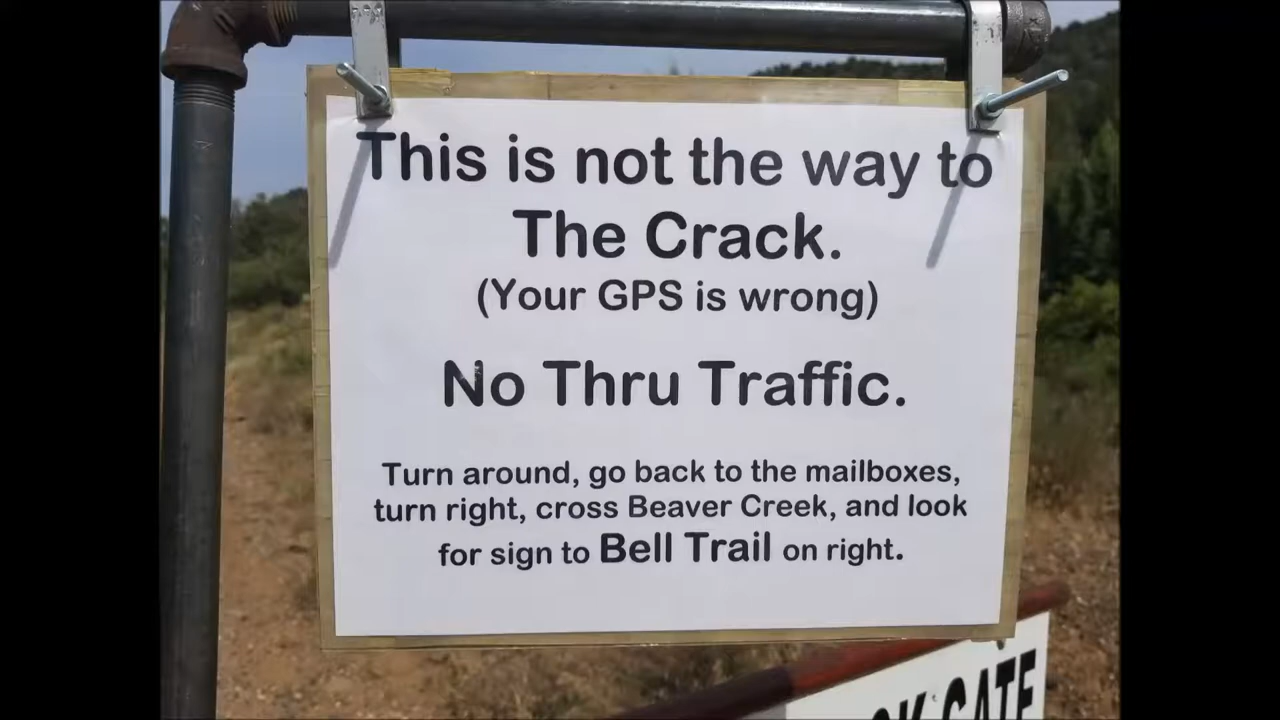 This is not the way to
The Crack.
(Your GPS is wrong)
No Thru Traffic.
Turn around, go back to the mailboxes,
turn right, cross Beaver Creek, and look
for sign to Bell Trail on right.
GATE